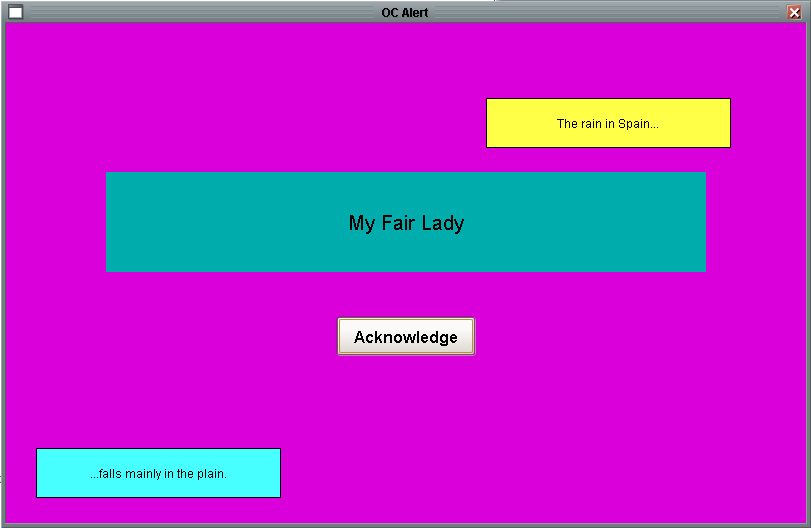 OC Alert
The rain in Spain...
My Fair Lady
Acknowledge
...falls mainly in the plain.